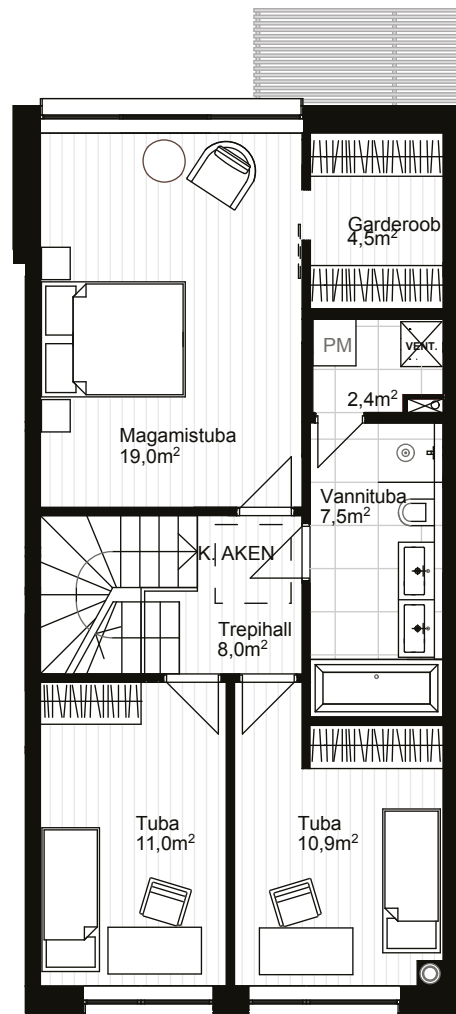 Garderoob
4,5m²
PM
VENT.
2,4m²
Magamistuba
19,0m²
Vannituba
7,5m²
K. AKEN
Trepihall
8,0m²
Tuba
11,0m²
Tuba
10,9m²